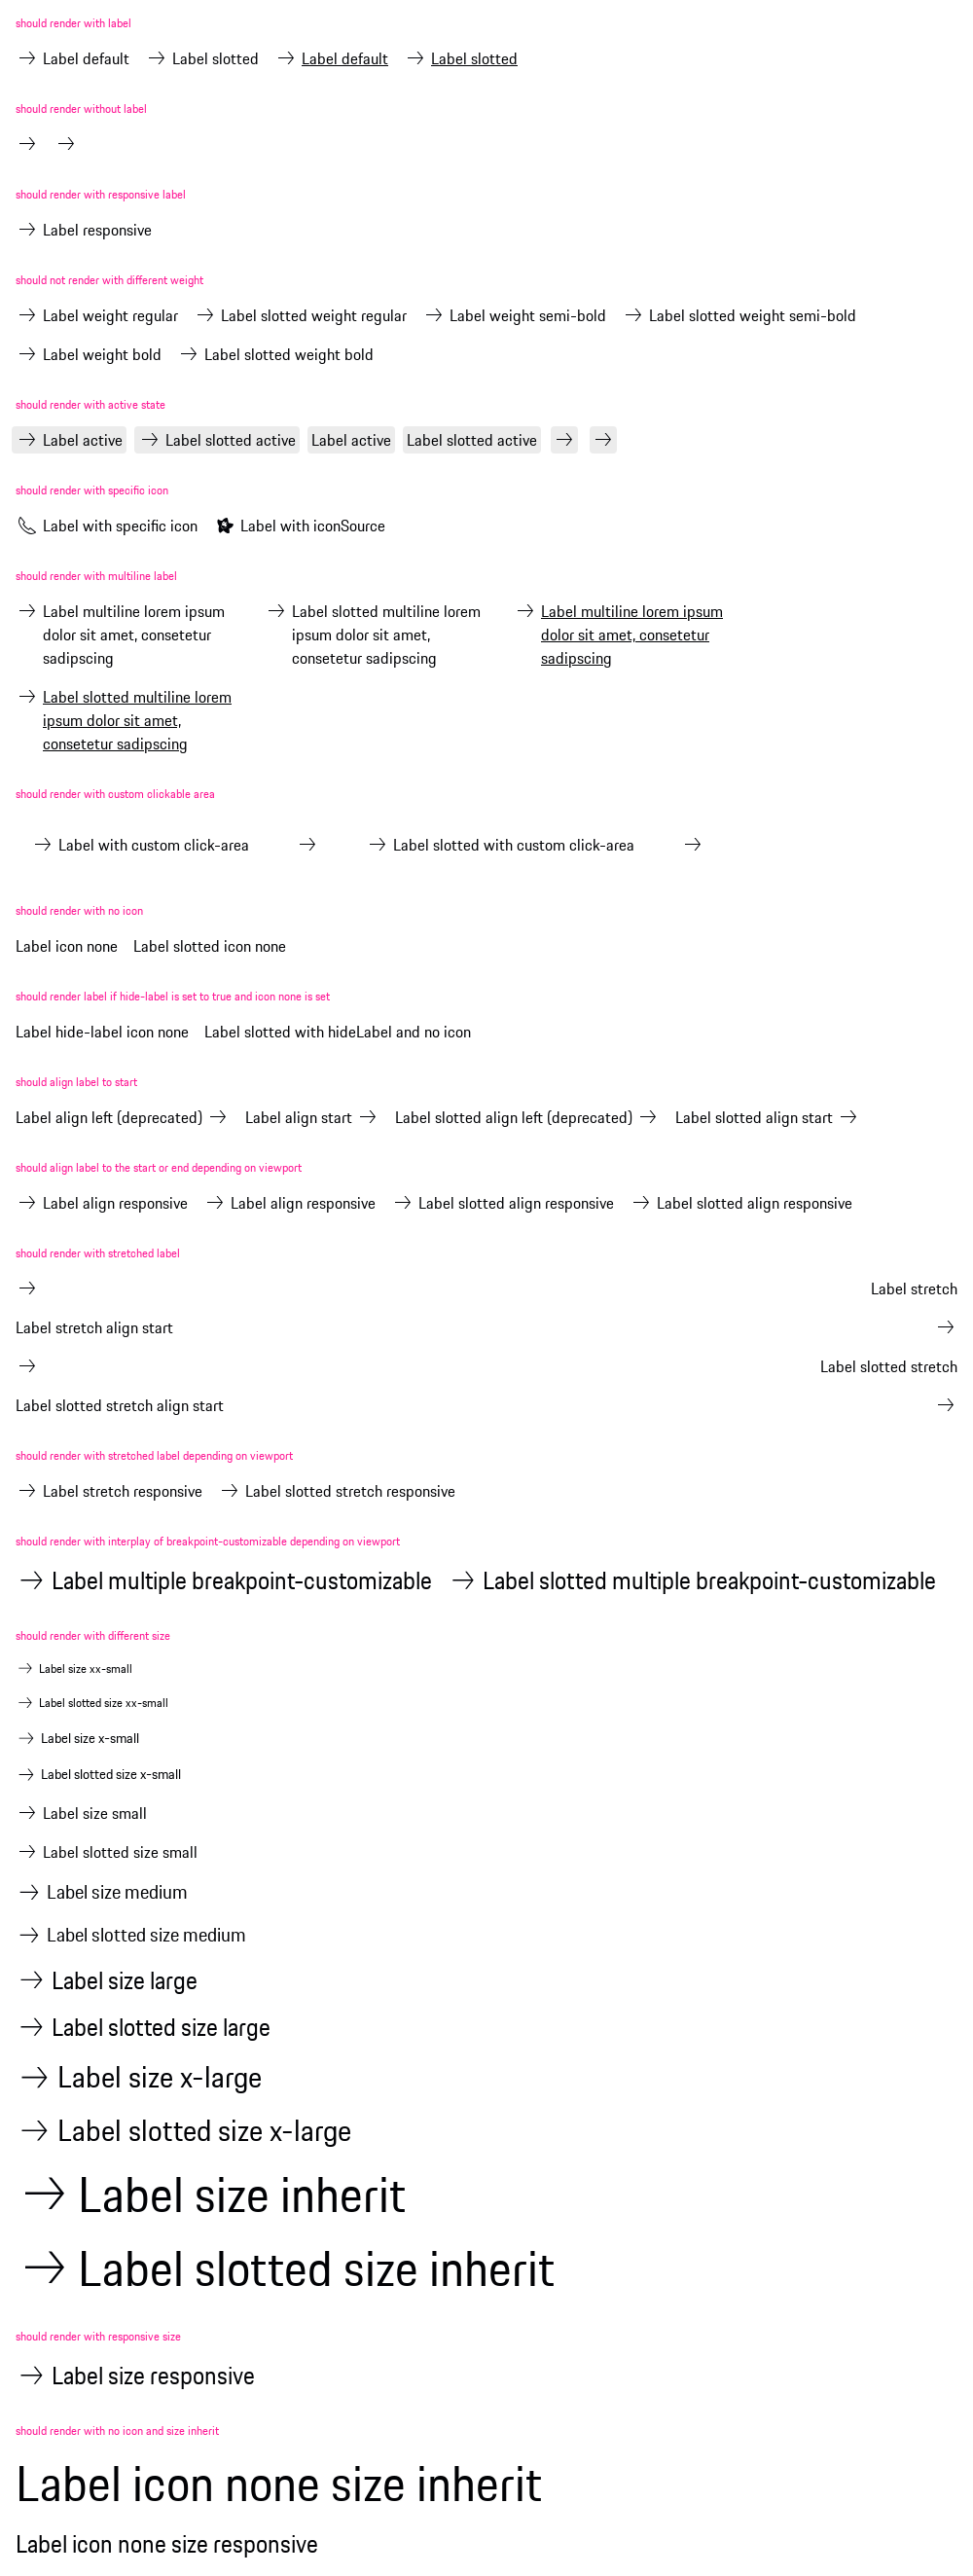 should render with label
Label default Label slotted Label default Label slotted
should render without label
should render with responsive label
Label responsive
should not render with different weight
Label weight regular Label slotted weight regular Label weight semi-bold Label slotted weight semi-bold
Label weight bold Label slotted weight bold
should render with active state
Label active Label slotted active Label active Label slotted active
should render with specific icon
Label with specific icon Label with iconSource
should render with multiline label
Label multiline lorem ipsum
dolor sit amet, consetetur
sadipscing
Label slotted multiline lorem
ipsum dolor sit amet,
consetetur sadipscing
Label multiline lorem ipsum
dolor sit amet, consetetur
sadipscing
Label slotted multiline lorem
ipsum dolor sit amet,
consetetur sadipscing
should render with custom clickable area
Label with custom click-area Label slotted with custom click-area
should render with no icon
Label icon none Label slotted icon none
should render label if hide-label is set to true and icon none is set
Label hide-label icon none Label slotted with hideLabel and no icon
should align label to start
Label align left (deprecated) Label align start Label slotted align left (deprecated) Label slotted align start
should align label to the start or end depending on viewport
Label align responsive Label align responsive Label slotted align responsive Label slotted align responsive
should render with stretched label
Label stretch
Label stretch align start
Label slotted stretch
Label slotted stretch align start
should render with stretched label depending on viewport
Label stretch responsive Label slotted stretch responsive
should render with interplay of breakpoint-customizable depending on viewport
Label multiple breakpoint-customizable Label slotted multiple breakpoint-customizable
should render with different size
Label size xx-small
Label slotted size xx-small
Label size x-small
Label slotted size x-small
Label size small
Label slotted size small
Label size medium
Label slotted size medium
Label size large
Label slotted size large
Label size x-large
Label slotted size x-large
Label size inherit
Label slotted size inherit
should render with responsive size
Label size responsive
should render with no icon and size inherit
Label icon none size inherit
Label icon none size responsive